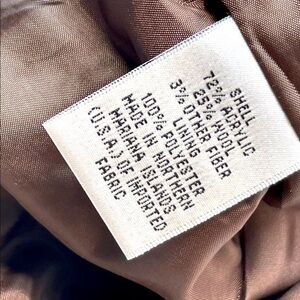 SHELL
72% ACRYLIC
25% WOOL
3% OTHER FIBER
LINING
100% POLYESTER
MADE IN NORTHERN
MARIANA ISLANDS
(U.S.A.) OF IMPORTED
FABRIC